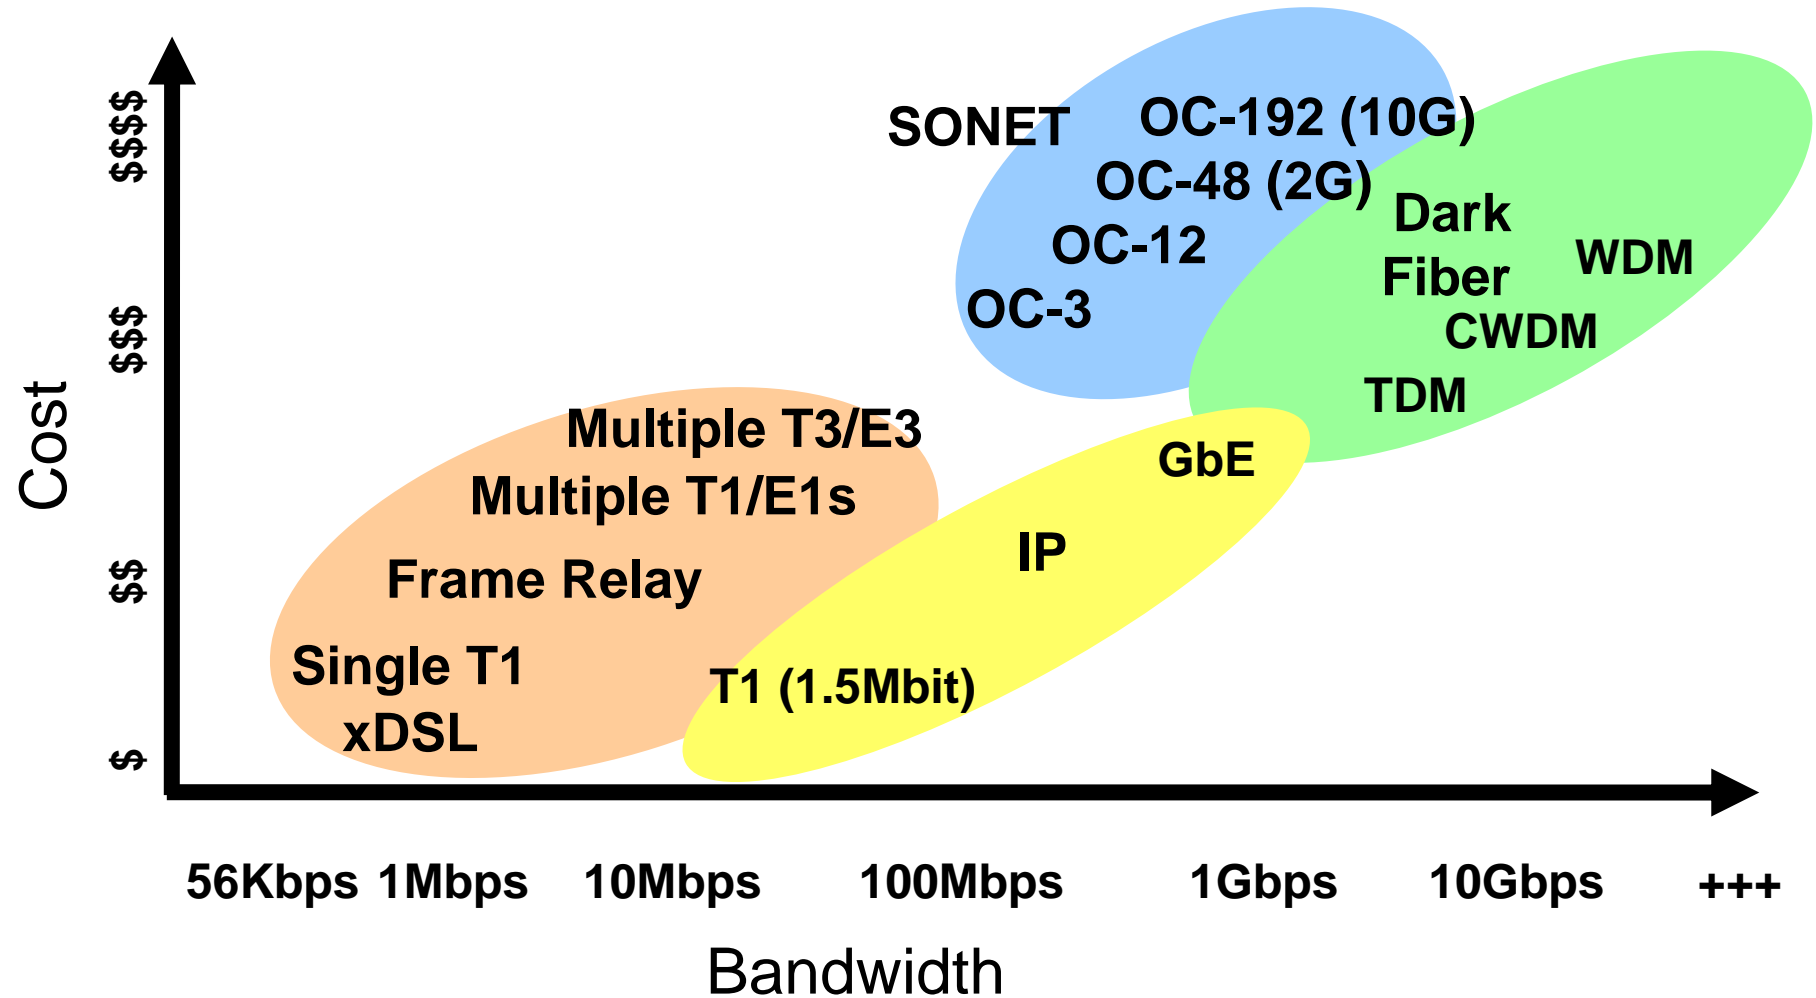 Cost
$$$$
$$$
$$
$
SONET
OC-192 (10G)
OC-48 (2G)
OC-12
OC-3
Dark
Fiber
WDM
CWDM
TDM
Multiple T3/E3
Multiple T1/E1s
Frame Relay
Single T1
xDSL
GbE
IP
T1 (1.5Mbit)
56Kbps 1Mbps 10Mbps 100Mbps 1Gbps 10Gbps +++
Bandwidth